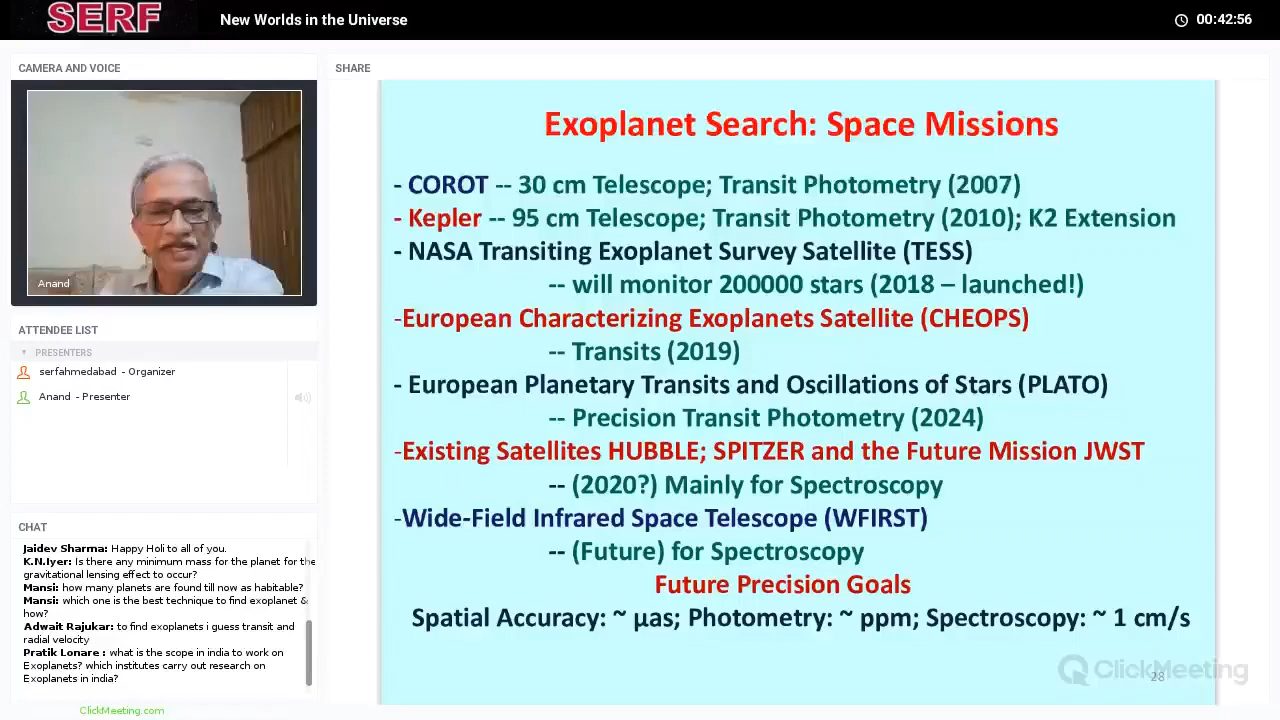 SERF
New Worlds in the Universe
00:42:56
CAMERA AND VOICE
Anand
ATTENDEE LIST
PRESENTERS
serfahmedabad - Organizer
Anand - Presenter
CHAT
Jaidev Sharma: Happy Holi to all of you.
K.N.Iyer: Is there any minimum mass for the planet for the
gravitational lensing effect to occur?
Mansi: how many planets are found till now as habitable?
Mansi: which one is the best technique to find exoplanet &
how?
Adwait Rajukar: to find exoplanets i guess transit and
radial velocity
Pratik Lonare : what is the scope in india to work on
Exoplanets? which institutes carry out research on
Exoplanets in india?
ClickMeeting.com
SHARE
Exoplanet Search: Space Missions
- COROT -- 30 cm Telescope; Transit Photometry (2007)
- Kepler -- 95 cm Telescope; Transit Photometry (2010); K2 Extension
- NASA Transiting Exoplanet Survey Satellite (TESS)
-- will monitor 200000 stars (2018 – launched!)
-European Characterizing Exoplanets Satellite (CHEOPS)
-- Transits (2019)
- European Planetary Transits and Oscillations of Stars (PLATO)
-- Precision Transit Photometry (2024)
-Existing Satellites HUBBLE; SPITZER and the Future Mission JWST
-- (2020?) Mainly for Spectroscopy
-Wide-Field Infrared Space Telescope (WFIRST)
-- (Future) for Spectroscopy
Future Precision Goals
Spatial Accuracy: ~ μas; Photometry: ~ ppm; Spectroscopy: ~ 1 cm/s
ClickMeeting
28